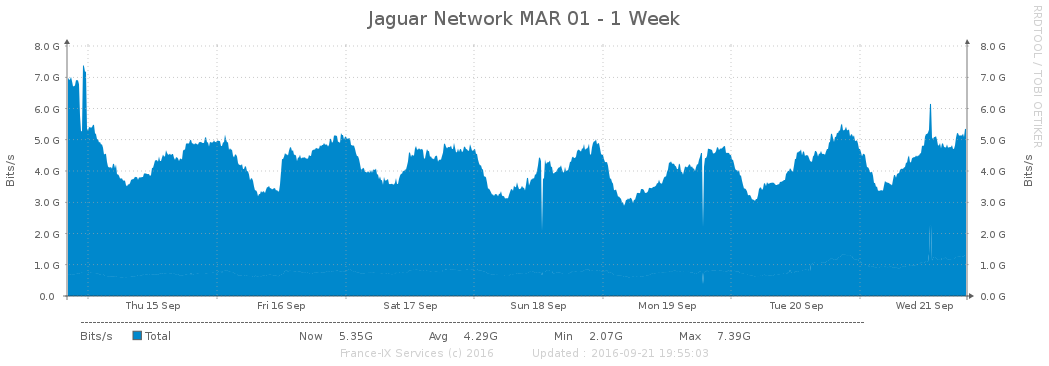 Jaguar Network MAR 01 - 1 Week
RRDTOOL / TOBI OETIKER
Bits/s
8.0 G 8.0 G
7.0 G 7.0 G
6.0 G 6.0 G
5.0 G 5.0 G
4.0 G 4.0 G
3.0 G 3.0 G
2.0 G 2.0 G
1.0 G 1.0 G
0.0 0.0 G
Bits/s
Thu 15 Sep Fri 16 Sep Sat 17 Sep Sun 18 Sep Mon 19 Sep Tue 20 Sep Wed 21 Sep
Bits/s Total Now 5.35G Avg 4.29G Min 2.07G Max 7.39G
France-IX Services (c) 2016 Updated : 2016-09-21 19:55:03